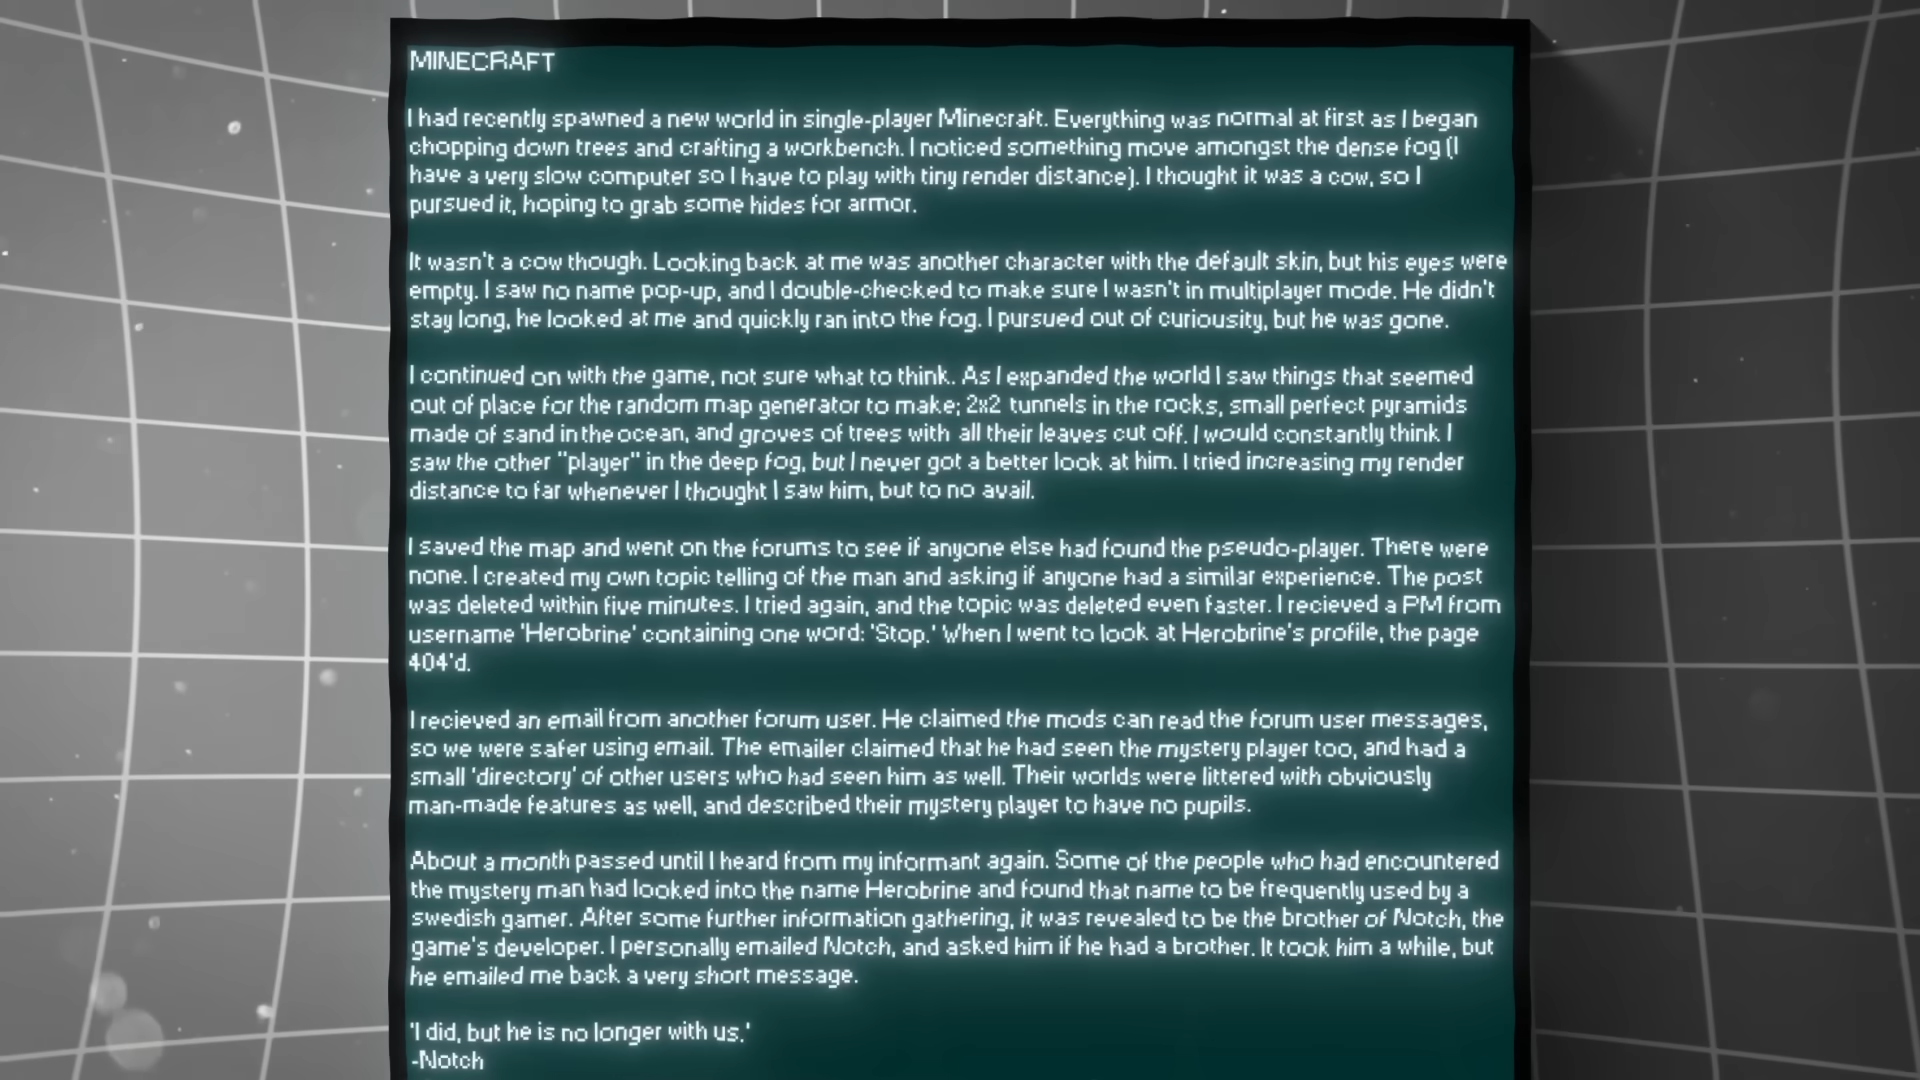 MINECRAFT
I had recently spawned a new world in single-player Minecraft. Everything was normal at first as I began
chopping down trees and crafting a workbench. I noticed something move amongst the dense fog (I
have a very slow computer so I have to play with tiny render distance). I thought it was a cow, so I
pursued it, hoping to grab some hides for armor.
It wasn't a cow though. Looking back at me was another character with the default skin, but his eyes were
empty. I saw no name pop-up, and I double-checked to make sure I wasn't in multiplayer mode. He didn't
stay long, he looked at me and quickly ran into the fog. I pursued out of curiousity, but he was gone.
I continued on with the game, not sure what to think. As I expanded the world I saw things that seemed
out of place for the random map generator to make; 2x2 tunnels in the rocks, small perfect pyramids
made of sand in the ocean, and groves of trees with all their leaves cut off. I would constantly think I
saw the other "player" in the deep fog, but I never got a better look at him. I tried increasing my render
distance to far whenever I thought I saw him, but to no avail.
I saved the map and went on the forums to see if anyone else had found the pseudo-player. There were
none. I created my own topic telling of the man and asking if anyone had a similar experience. The post
was deleted within five minutes. I tried again, and the topic was deleted even faster. I recieved a PM from
username 'Herobrine' containing one word: 'Stop.' When I went to look at Herobrine's profile, the page
404'd.
I recieved an email from another forum user. He claimed the mods can read the forum user messages,
so we were safer using email. The emailer claimed that he had seen the mystery player too, and had a
small 'directory' of other users who had seen him as well. Their worlds were littered with obviously
man-made features as well, and described their mystery player to have no pupils.
About a month passed until I heard from my informant again. Some of the people who had encountered
the mystery man had looked into the name Herobrine and found that name to be frequently used by a
swedish gamer. After some further information gathering, it was revealed to be the brother of Notch, the
game's developer. I personally emailed Notch, and asked him if he had a brother. It took him a while, but
he emailed me back a very short message.
'I did, but he is no longer with us.'
-Notch